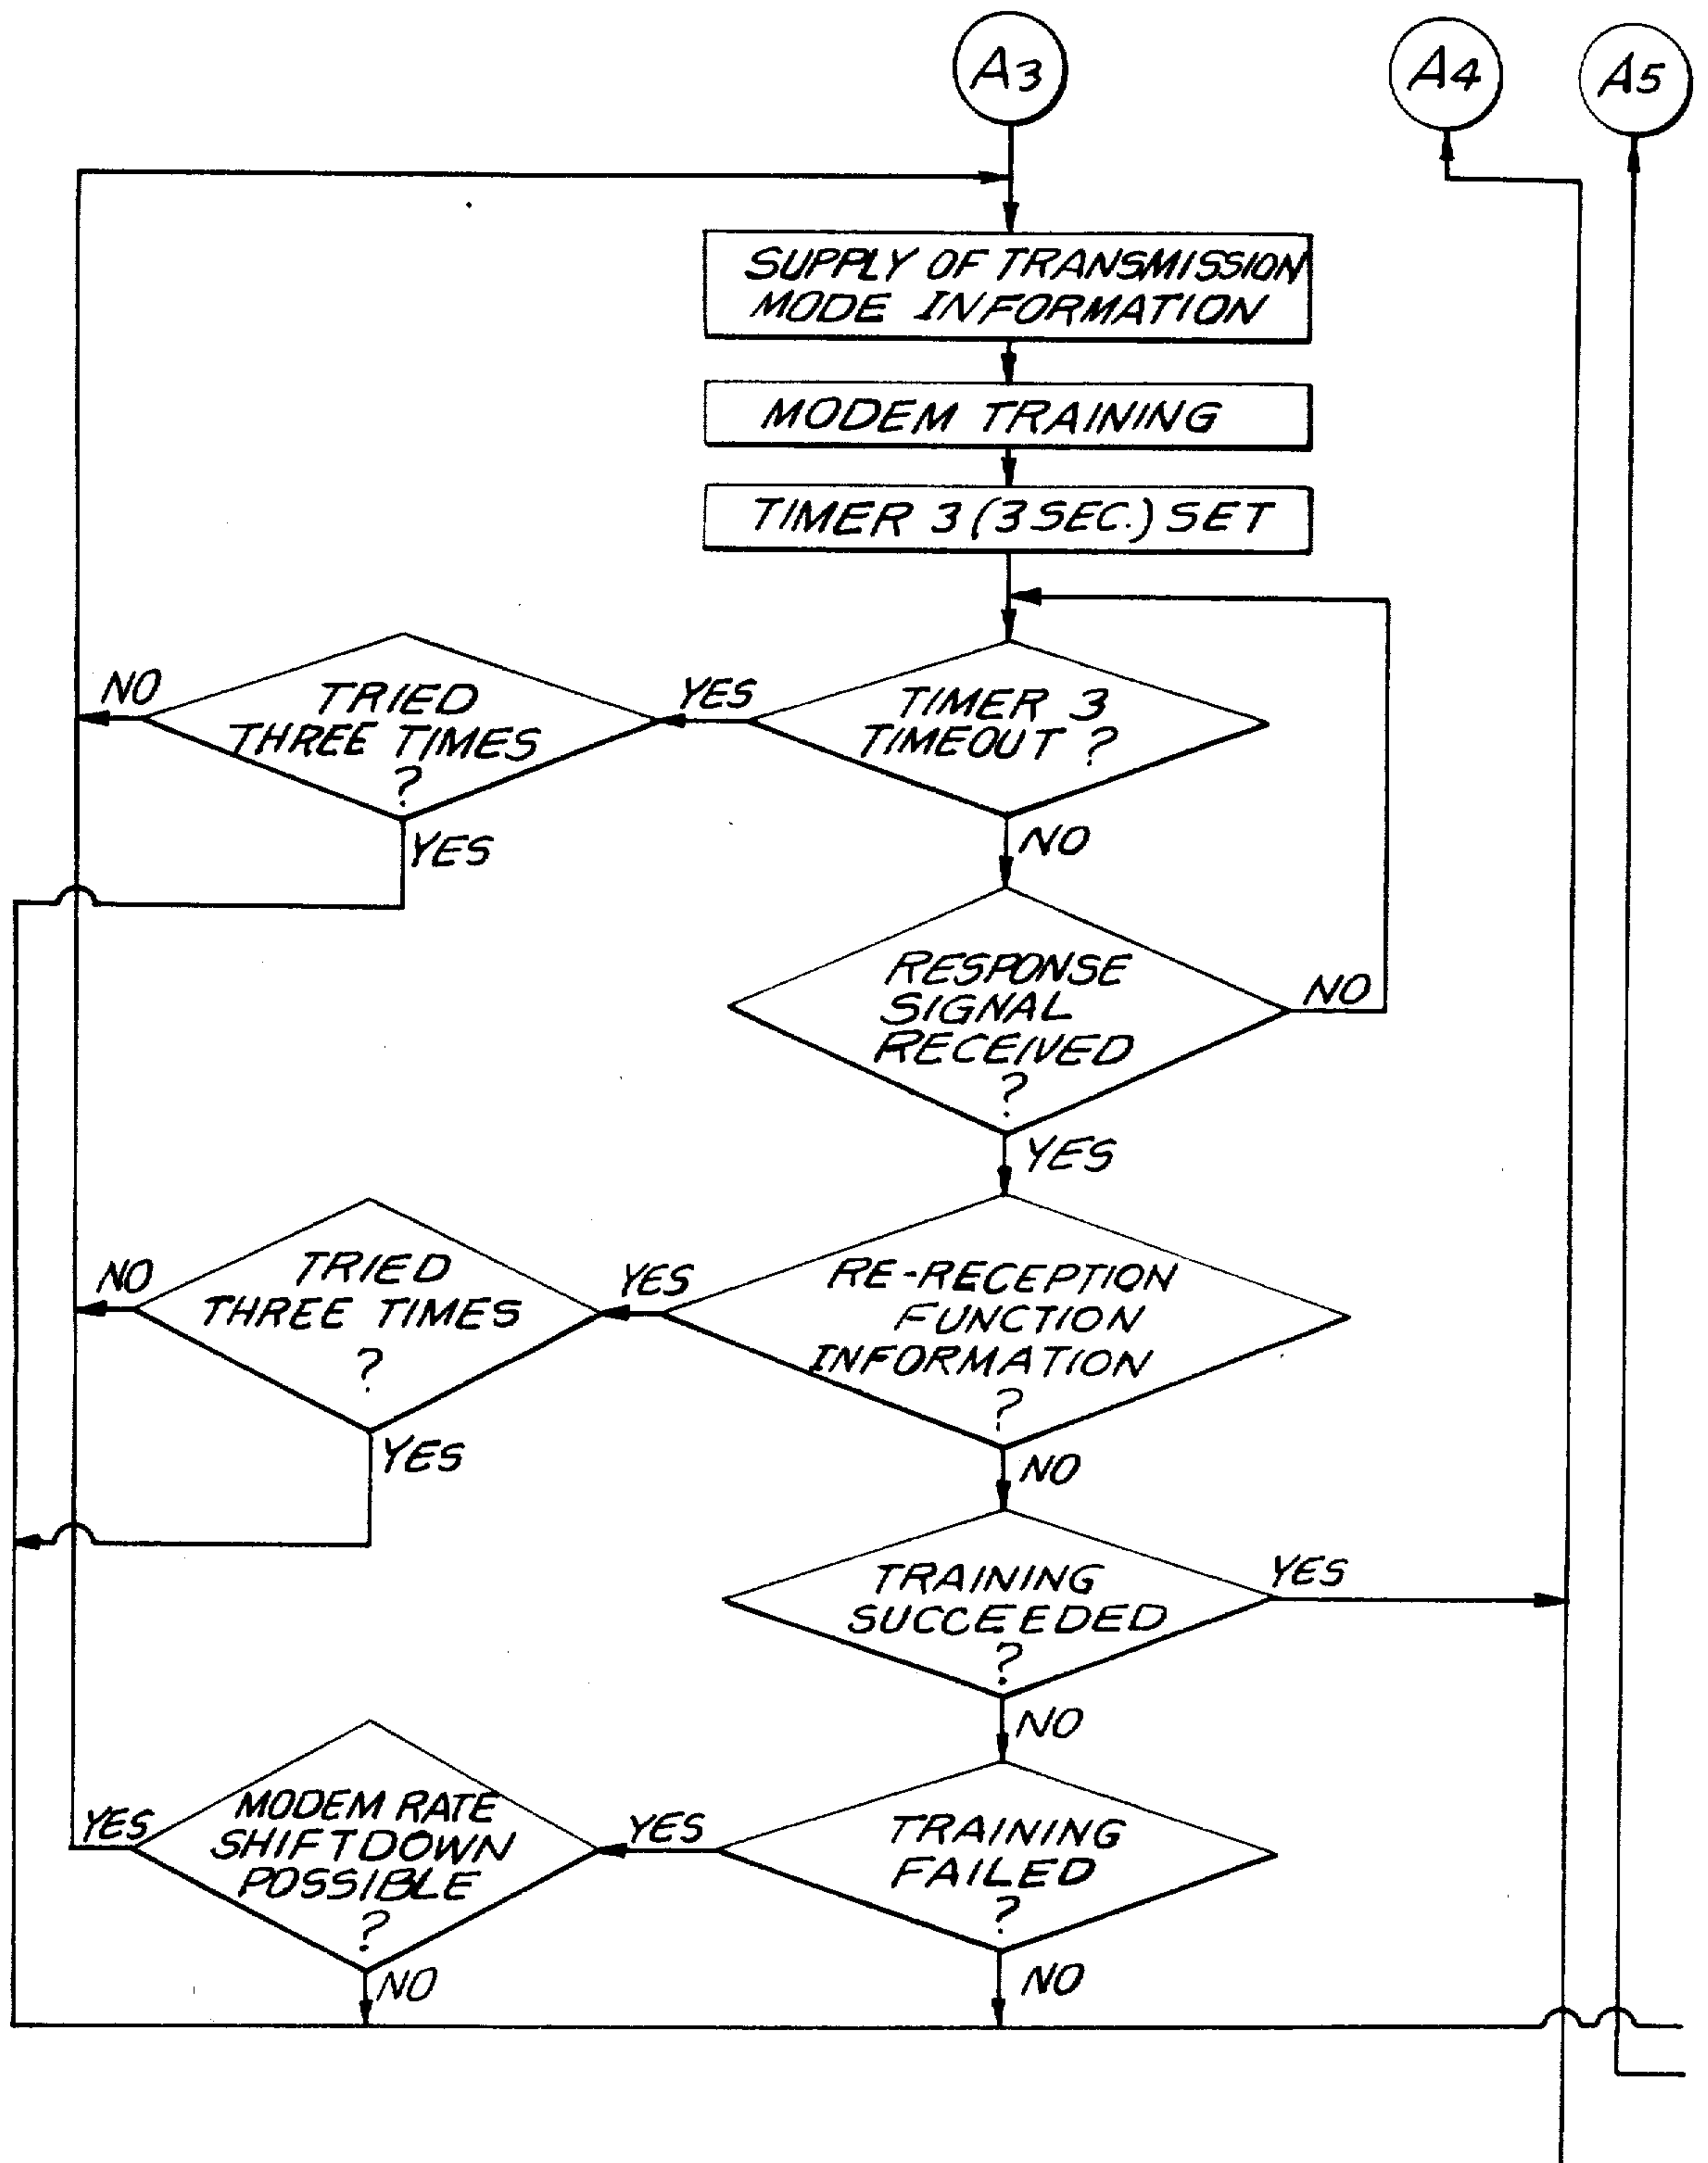 A3
A4
A5
SUPPLY OF TRANSMISSION
MODE INFORMATION
MODEM TRAINING
TIMER 3 (3 SEC.) SET
TIMER 3
TIMEOUT ?
YES
TRIED
THREE TIMES
?
NO
YES
NO
RESPONSE
SIGNAL
RECEIVED
?
NO
YES
RE-RECEPTION
FUNCTION
INFORMATION
?
YES
TRIED
THREE TIMES
?
NO
YES
NO
TRAINING
SUCCEEDED
?
YES
NO
TRAINING
FAILED
?
YES
MODEM RATE
SHIFTDOWN
POSSIBLE
?
YES
NO
NO